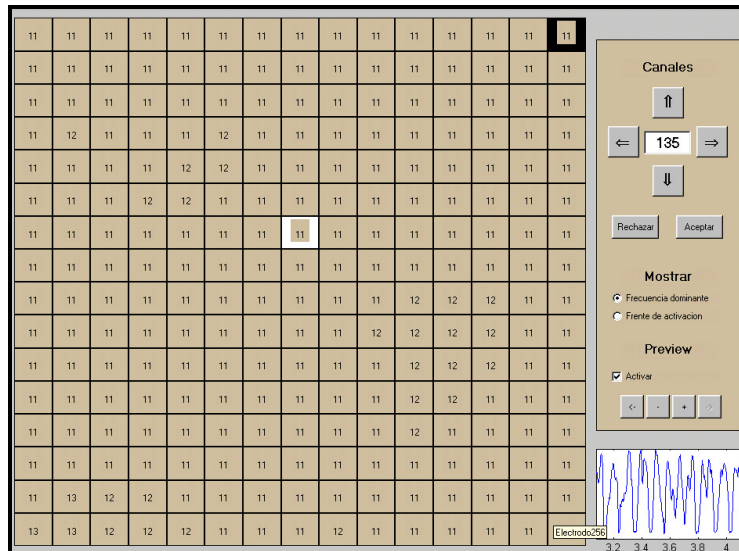 11 11 11 11 11 11 11 11 11 11 11 11 11 11 11
11 11 11 11 11 11 11 11 11 11 11 11 11 11 11
11 11 11 11 11 11 11 11 11 11 11 11 11 11 11
11 12 11 11 11 12 11 11 11 11 11 11 11 11 11
11 11 11 11 12 12 11 11 11 11 11 11 11 11 11
11 11 11 12 12 11 11 11 11 11 11 11 11 11 11
11 11 11 11 11 11 11 11 11 11 11 11 11 11 11
11 11 11 11 11 11 11 11 11 11 11 11 11 11 11
11 11 11 11 11 11 11 11 11 11 12 12 12 11 11
11 11 11 11 11 11 11 11 11 12 12 12 12 11 11
11 11 11 11 11 11 11 11 11 11 12 12 12 11 11
11 11 11 11 11 11 11 11 11 11 12 12 11 11 11
11 11 11 11 11 11 11 11 11 11 12 11 11 11 11
11 11 11 11 11 11 11 11 11 11 11 11 11 11 11
11 13 12 12 11 11 11 11 11 11 11 11 11 11 11
13 13 12 12 12 11 11 11 12 11 11 11 11 11
Electrodo256
Canales
⇑
⇐ 135 ⇒
⇓
Rechazar Aceptar
Mostrar
Frecuencia dominante
Frente de activacion
Preview
Activar
<- - + ->
3.2 3.4 3.6 3.8 4